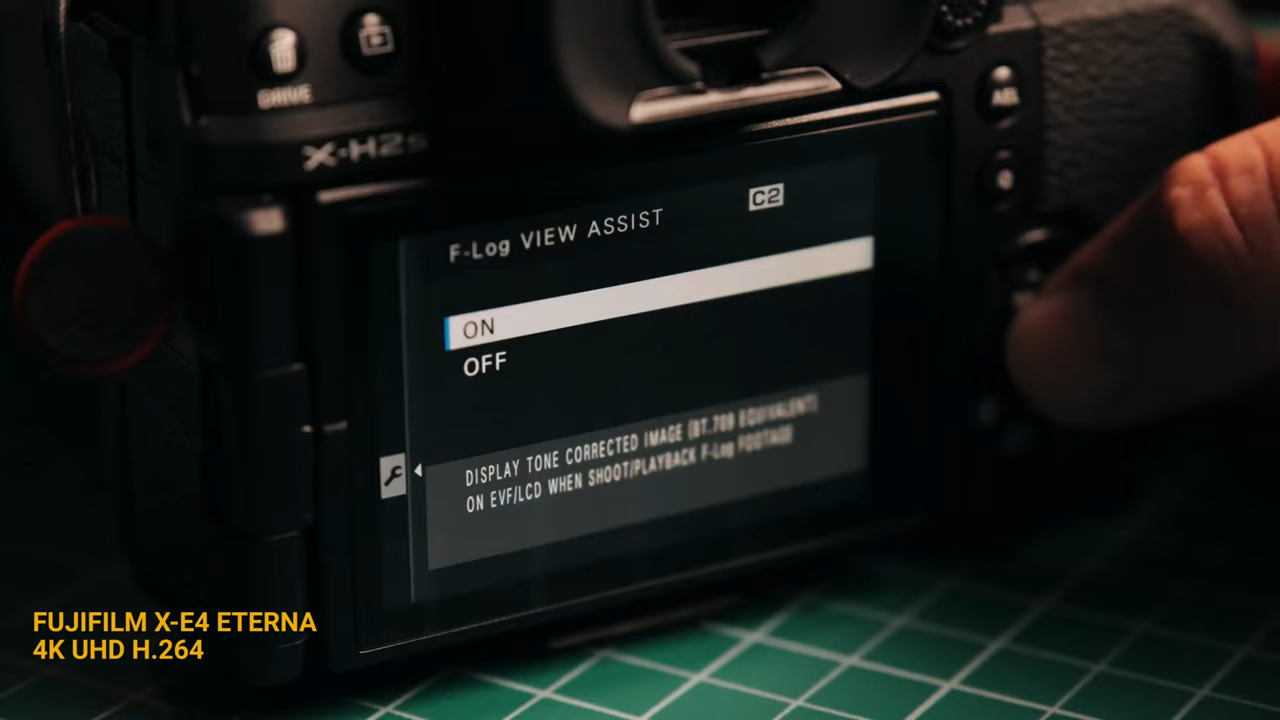 DRIVE
X-H2S
AEL
Q
C2
F-Log VIEW ASSIST
ON
OFF
DISPLAY TONE CORRECTED IMAGE (BT.709 EQUIVALENT)
ON EVF/LCD WHEN SHOOT/PLAYBACK F-Log FOOTAGE
FUJIFILM X-E4 ETERNA
4K UHD H.264